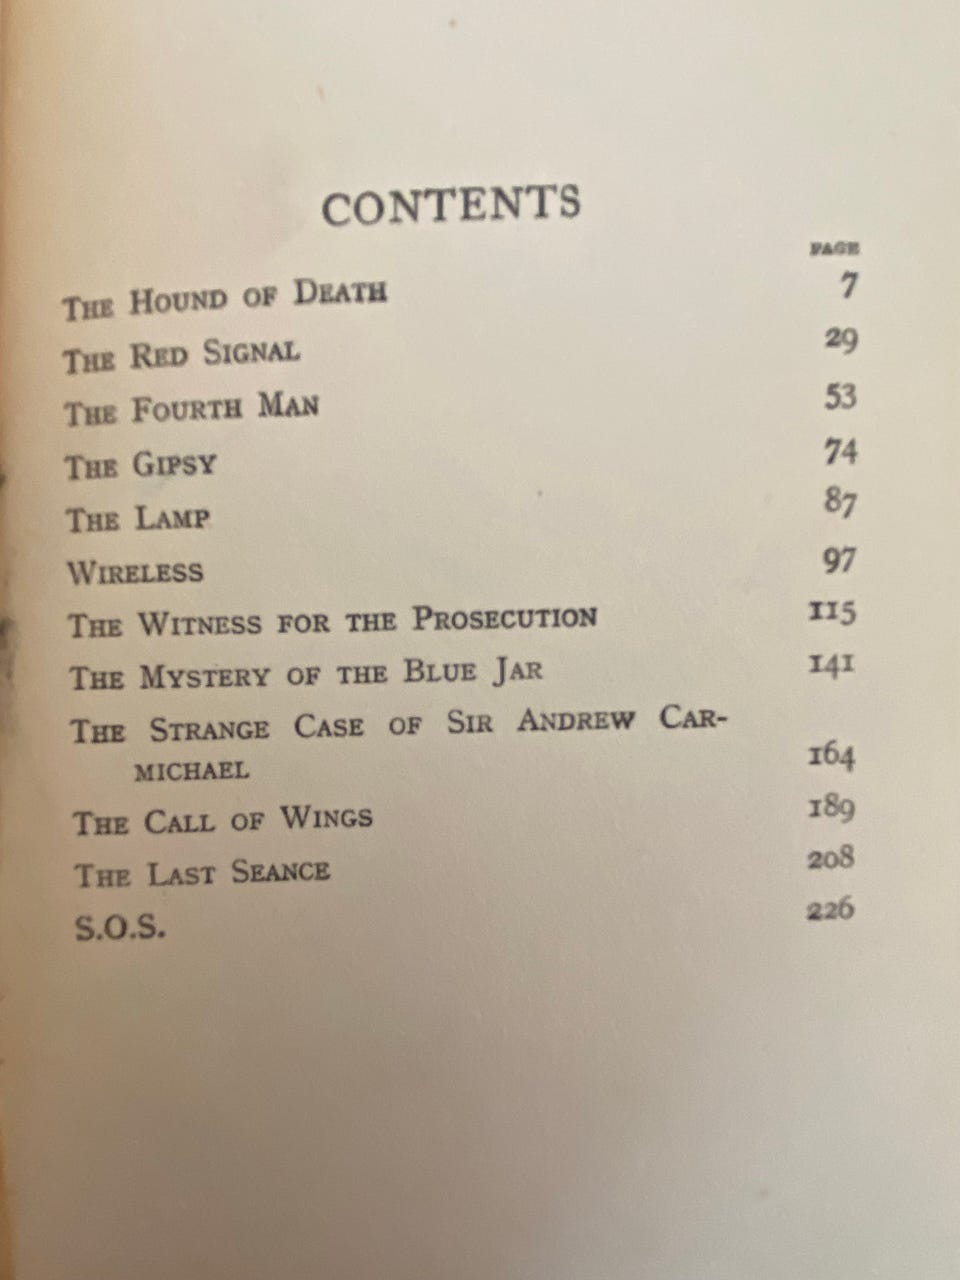 CONTENTS
PAGE
THE HOUND OF DEATH 7
THE RED SIGNAL 29
THE FOURTH MAN 53
THE GIPSY 74
THE LAMP 87
WIRELESS 97
THE WITNESS FOR THE PROSECUTION 115
THE MYSTERY OF THE BLUE JAR 141
THE STRANGE CASE OF SIR ANDREW CAR-
MICHAEL 164
THE CALL OF WINGS 189
THE LAST SEANCE 208
S.O.S. 226